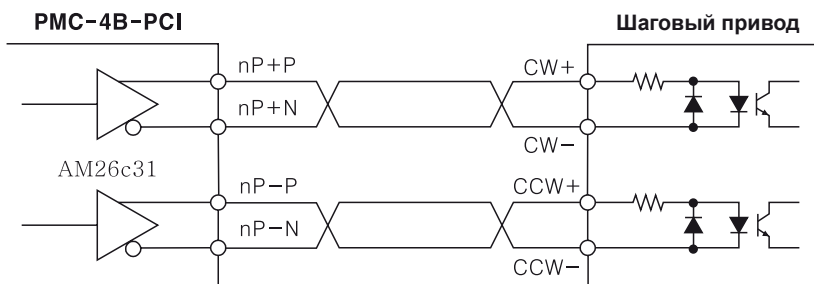 PMC-4B-PCI
Шаговый привод
nP+P
CW+
nP+N
CW-
AM26c31
nP-P
CCW+
nP-N
CCW-